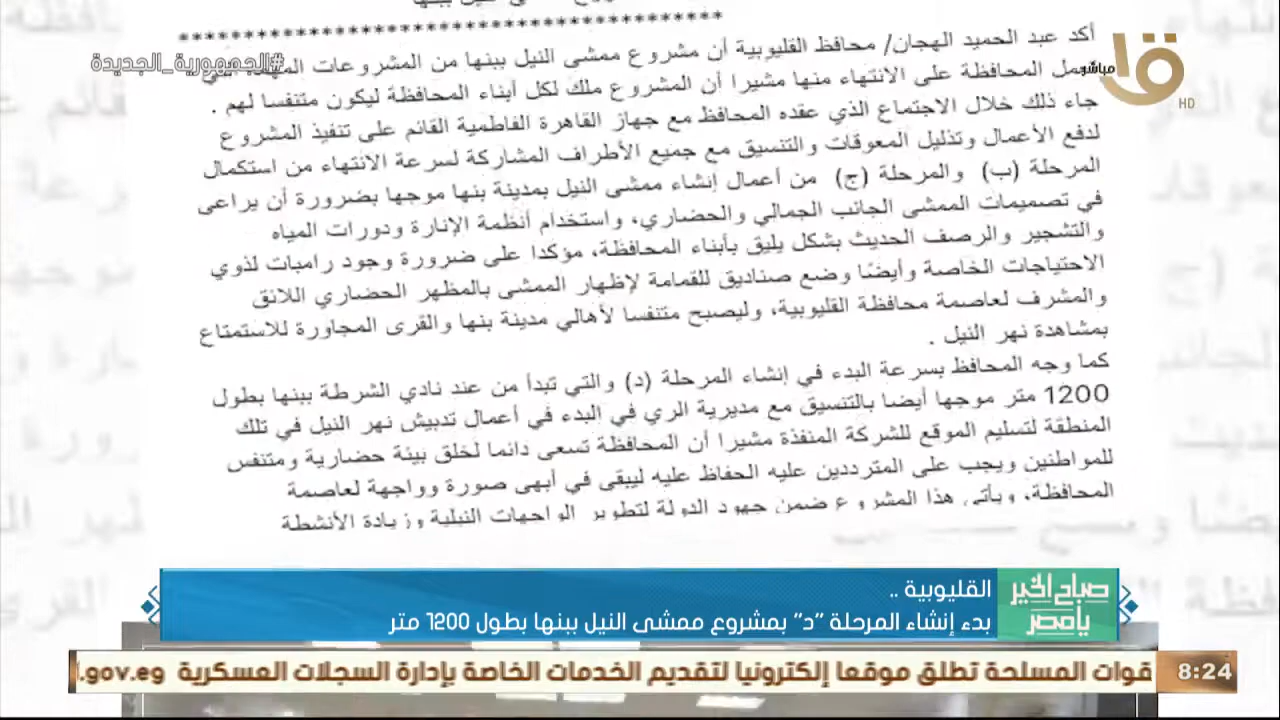 #الجمهورية_الجديدة
مباشر
HD
****************************************
أكد عبد الحميد الهجان/ محافظ القليوبية أن مشروع ممشى النيل ببنها من المشروعات
المحافظة على الانتهاء منها مشيرا أن المشروع ملك لكل أبناء المحافظة ليكون متنفسا لهم .
جاء ذلك خلال الاجتماع الذي عقده المحافظ مع جهاز القاهرة الفاطمية القائم على تنفيذ المشروع
لدفع الأعمال وتذليل المعوقات والتنسيق مع جميع الأطراف المشاركة لسرعة الانتهاء من استكمال
المرحلة (ب) والمرحلة (ج) من أعمال إنشاء ممشى النيل بمدينة بنها موجها بضرورة أن يراعى
في تصميمات الممشى الجانب الجمالي والحضاري، واستخدام أنظمة الإنارة ودورات المياه
والتشجير والرصف الحديث بشكل يليق بأبناء المحافظة، مؤكدا على ضرورة وجود رامبات لذوي
الاحتياجات الخاصة وأيضًا وضع صناديق للقمامة لإظهار الممشى بالمظهر الحضاري اللائق
والمشرف لعاصمة محافظة القليوبية، وليصبح متنفسا لأهالي مدينة بنها والقرى المجاورة للاستمتاع
بمشاهدة نهر النيل .
كما وجه المحافظ بسرعة البدء في إنشاء المرحلة (د) والتي تبدأ من عند نادي الشرطة ببنها بطول
1200 متر موجها أيضا بالتنسيق مع مديرية الري في البدء في أعمال تدبيش نهر النيل في تلك
المنطقة لتسليم الموقع للشركة المنفذة مشيرا أن المحافظة تسعى دائما لخلق بيئة حضارية ومتنفس
للمواطنين ويجب على المترددين عليه الحفاظ عليه ليبقى في أبهى صورة وواجهة لعاصمة
المحافظة، ويأتي هذا المشروع ضمن جهود الدولة لتطوير الواجهات النيلية وزيادة الأنشطة
صباح الخير يا مصر
القليوبية ..
بدء إنشاء المرحلة "د" بمشروع ممشى النيل ببنها بطول 1200 متر
قوات المسلحة تطلق موقعا إلكترونيا لتقديم الخدمات الخاصة بإدارة السجلات العسكرية .gov.eg
8:24